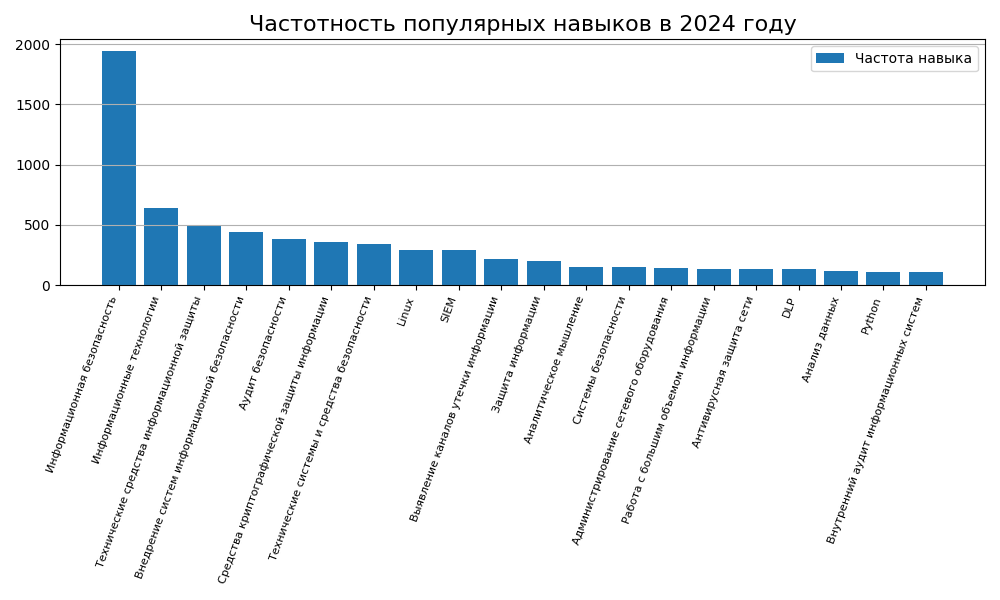 Частотность популярных навыков в 2024 году
2000
1500
1000
500
0
Частота навыка
Информационная безопасность
Информационные технологии
Технические средства информационной защиты
Внедрение систем информационной безопасности
Аудит безопасности
Средства криптографической защиты информации
Технические системы и средства безопасности
Linux
SIEM
Выявление каналов утечки информации
Защита информации
Аналитическое мышление
Системы безопасности
Администрирование сетевого оборудования
Работа с большим объемом информации
Антивирусная защита сети
DLP
Анализ данных
Python
Внутренний аудит информационных систем